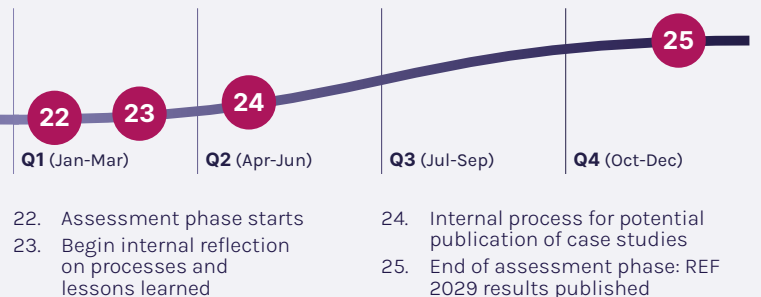 25
24
22
23
Q1 (Jan-Mar)
Q2 (Apr-Jun)
Q3 (Jul-Sep)
Q4 (Oct-Dec)
22. Assessment phase starts
23. Begin internal reflection
on processes and
lessons learned
24. Internal process for potential
publication of case studies
25. End of assessment phase: REF
2029 results published